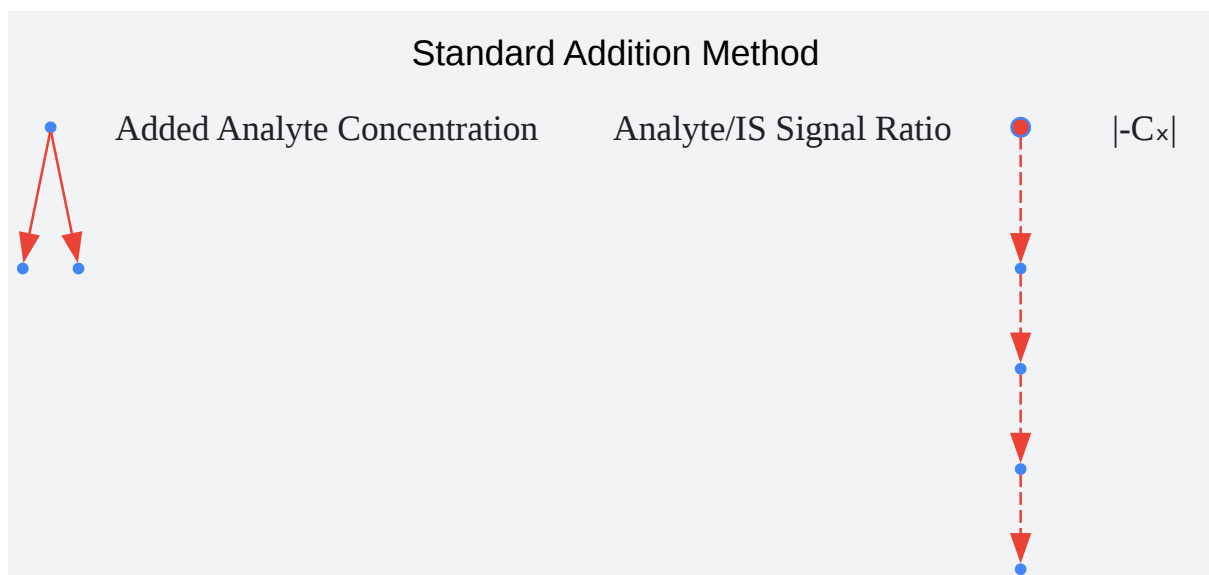 Standard Addition Method
Added Analyte Concentration
Analyte/IS Signal Ratio
|-Cₓ|